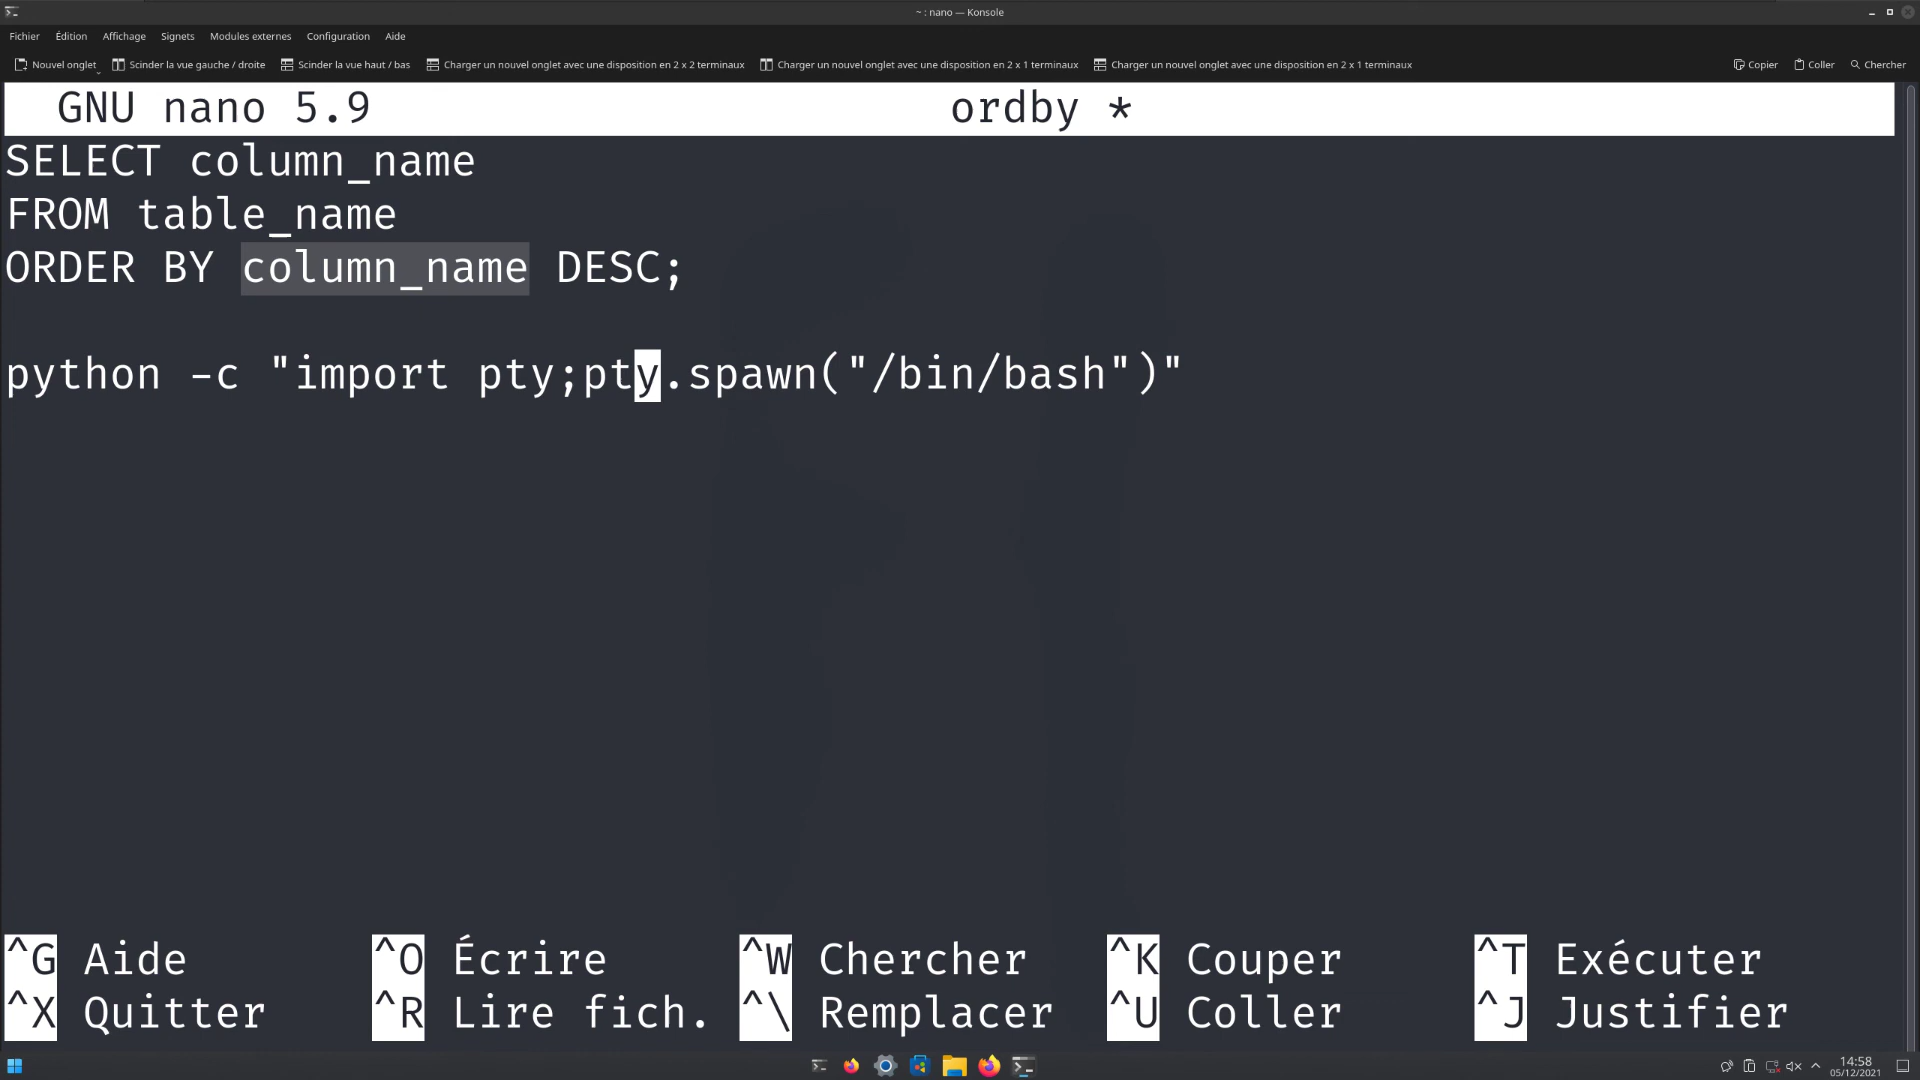 ~ : nano — Konsole
Fichier Édition Affichage Signets Modules externes Configuration Aide
Nouvel onglet Scinder la vue gauche / droite Scinder la vue haut / bas Charger un nouvel onglet avec une disposition en 2 x 2 terminaux Charger un nouvel onglet avec une disposition en 2 x 1 terminaux Charger un nouvel onglet avec une disposition en 2 x 1 terminaux Copier Coller Chercher
GNU nano 5.9 ordby *
SELECT column_name
FROM table_name
ORDER BY column_name DESC;
python -c "import pty;pty.spawn("/bin/bash")"
^G Aide ^O Écrire ^W Chercher ^K Couper ^T Exécuter
^X Quitter ^R Lire fich. ^\ Remplacer ^U Coller ^J Justifier
14:58
05/12/2021